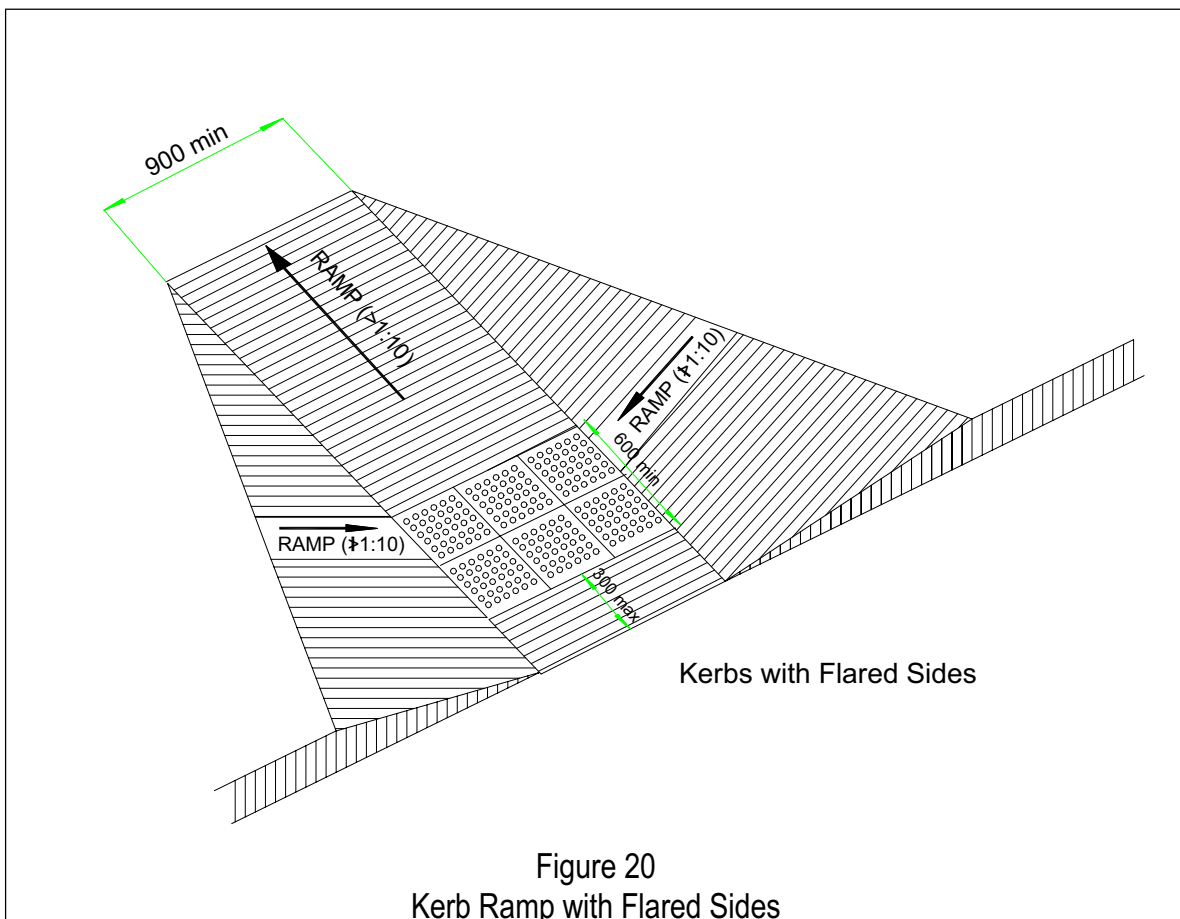 900 min
RAMP (≯1:10)
RAMP (≯1:10)
600 min
RAMP (≯1:10)
300 max
Kerbs with Flared Sides
Figure 20
Kerb Ramp with Flared Sides